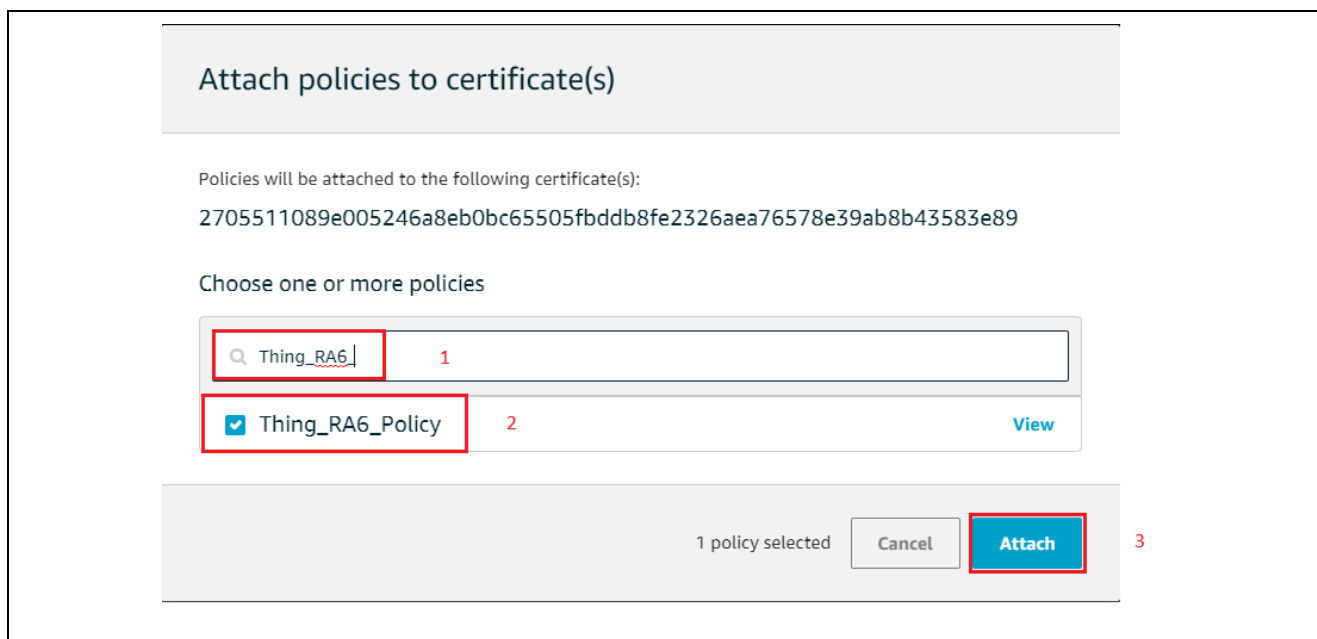 Attach policies to certificate(s)
Policies will be attached to the following certificate(s):
2705511089e005246a8eb0bc65505fbddb8fe2326aea76578e39ab8b43583e89
Choose one or more policies
Thing_RA6_ 1
Thing_RA6_Policy 2 View
1 policy selected Cancel Attach 3